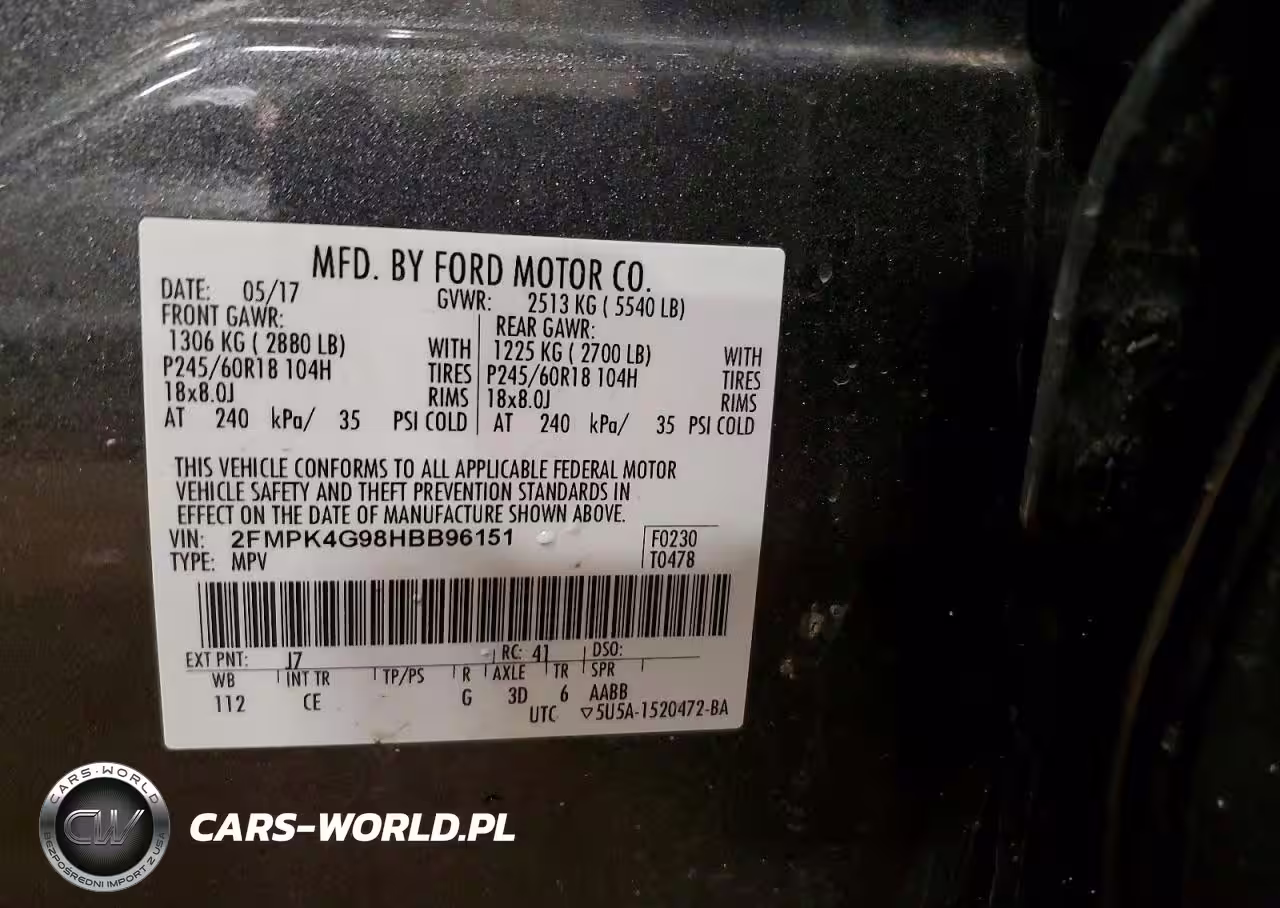 MFD. BY FORD MOTOR CO.
DATE: 05/17 GVWR: 2513 KG ( 5540 LB)
FRONT GAWR: REAR GAWR:
1306 KG ( 2880 LB) WITH 1225 KG ( 2700 LB) WITH
P245/60R18 104H TIRES P245/60R18 104H TIRES
18x8.0J RIMS 18x8.0J RIMS
AT 240 kPa/ 35 PSI COLD AT 240 kPa/ 35 PSI COLD
THIS VEHICLE CONFORMS TO ALL APPLICABLE FEDERAL MOTOR
VEHICLE SAFETY AND THEFT PREVENTION STANDARDS IN
EFFECT ON THE DATE OF MANUFACTURE SHOWN ABOVE.
VIN: 2FMPK4G98HBB96151 F0230
TYPE: MPV T0478
EXT PNT: J7 RC: 41 DSO:
WB INT TR TP/PS R AXLE TR SPR
112 CE G 3D 6 AABB
UTC ▽5U5A-1520472-BA
CARS-WORLD
CW
BEZPOŚREDNI IMPORT Z USA
CARS-WORLD.PL